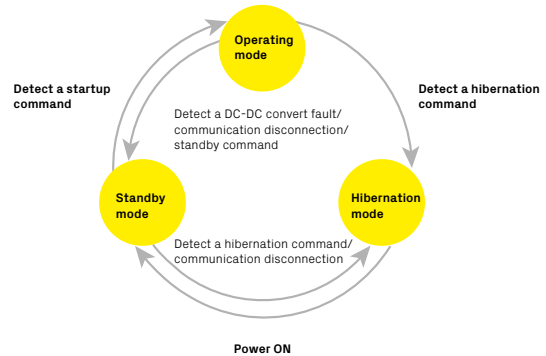 Operating
mode
Detect a startup
command
Detect a hibernation
command
Detect a DC-DC convert fault/
communication disconnection/
standby command
Standby
mode
Hibernation
mode
Detect a hibernation command/
communication disconnection
Power ON